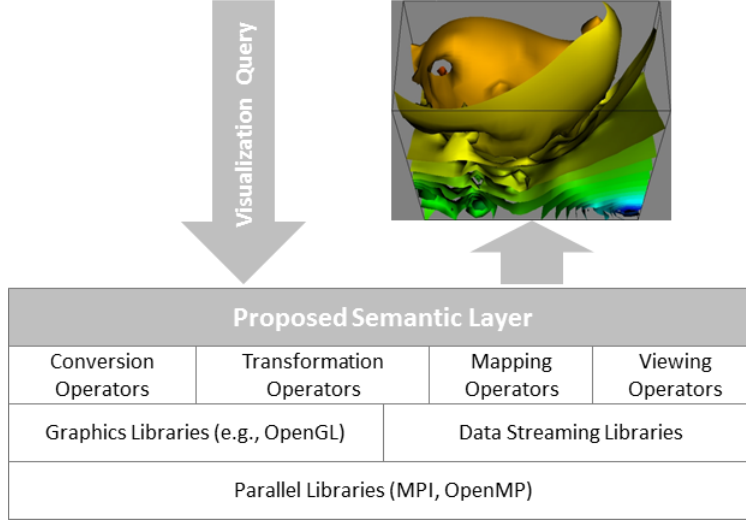 Visualization Query
Proposed Semantic Layer
Conversion
Operators
Transformation
Operators
Mapping
Operators
Viewing
Operators
Graphics Libraries (e.g., OpenGL)
Data Streaming Libraries
Parallel Libraries (MPI, OpenMP)